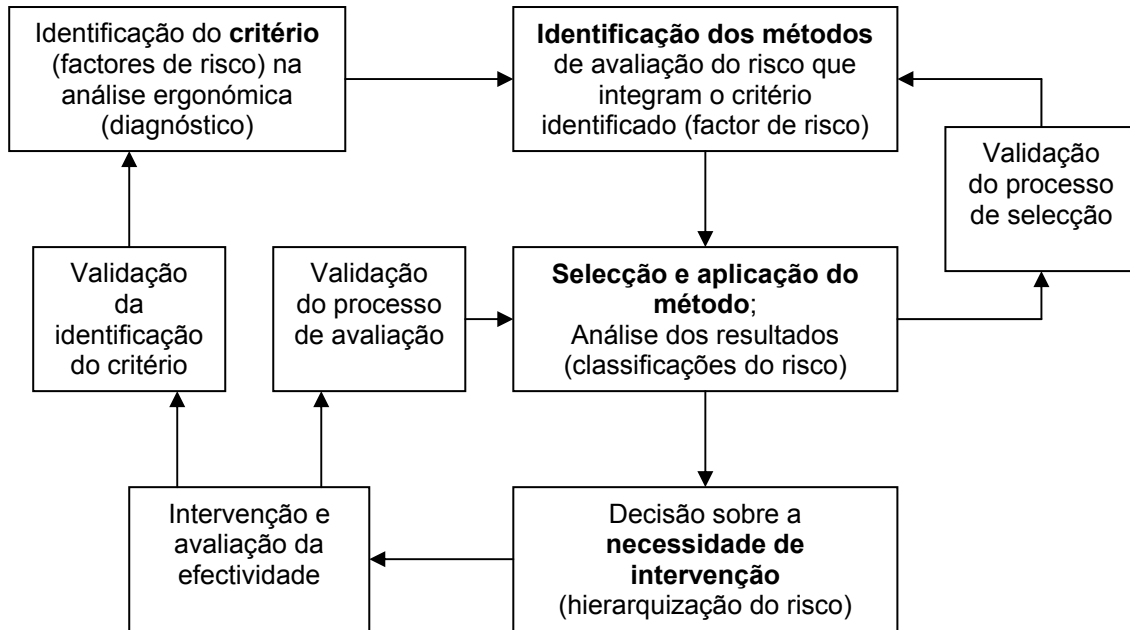 Identificação do critério
(factores de risco) na
análise ergonómica
(diagnóstico)
Identificação dos métodos
de avaliação do risco que
integram o critério
identificado (factor de risco)
Validação
do processo
de selecção
Validação
da
identificação
do critério
Validação
do processo
de avaliação
Selecção e aplicação do
método;
Análise dos resultados
(classificações do risco)
Intervenção e
avaliação da
efectividade
Decisão sobre a
necessidade de
intervenção
(hierarquização do risco)